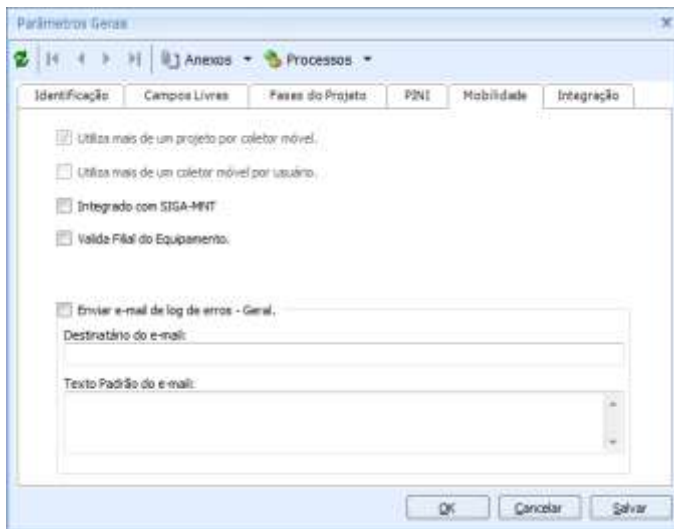 Parâmetros Gerais
Anexos Processos
Identificação Campos Livres Fases do Projeto PINI Mobilidade Integração
Utiliza mais de um projeto por coletor móvel.
Utiliza mais de um coletor móvel por usuário.
Integrado com SIGA-MNT
Valida Filial do Equipamento.
Enviar e-mail de log de erros - Geral.
Destinatário do e-mail:
Texto Padrão do e-mail:
OK Cancelar Salvar